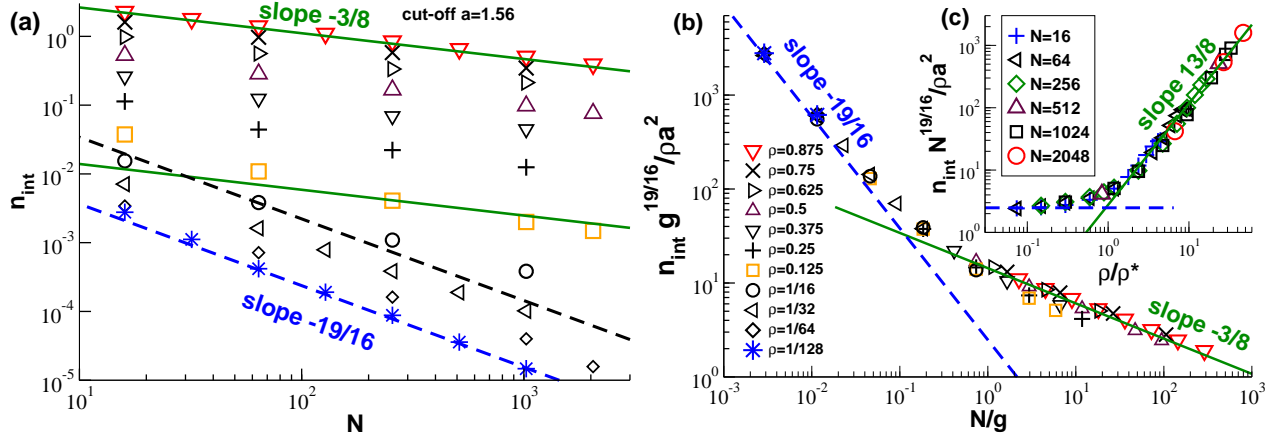 (a)
slope -3/8
cut-off a=1.56
10^0
10^-1
10^-2
10^-3
10^-4
10^-5
n_int
slope -19/16
10
10^2
10^3
N
(b)
slope -19/16
10^3
10^2
10^1
10^0
n_int g^19/16/ρa^2
ρ=0.875
ρ=0.75
ρ=0.625
ρ=0.5
ρ=0.375
ρ=0.25
ρ=0.125
ρ=1/16
ρ=1/32
ρ=1/64
ρ=1/128
slope -3/8
10^-3
10^-2
10^-1
10^0
10^1
10^2
10^3
N/g
(c)
N=16
N=64
N=256
N=512
N=1024
N=2048
slope 13/8
10^3
10^2
10^1
10^0
n_int N^19/16/ρa^2
10^-1
10^0
10^1
ρ/ρ*